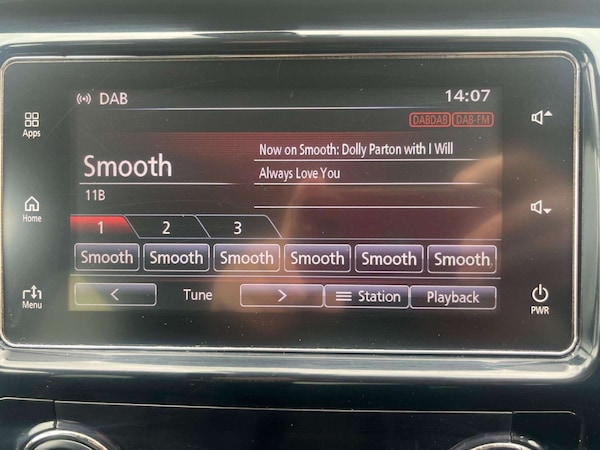 DAB
14:07
DABDAB DAB-FM
Apps
Now on Smooth: Dolly Parton with I Will
Smooth
Always Love You
11B
Home
1 2 3
Smooth Smooth Smooth Smooth Smooth Smooth
< Tune > Station Playback
Menu
PWR